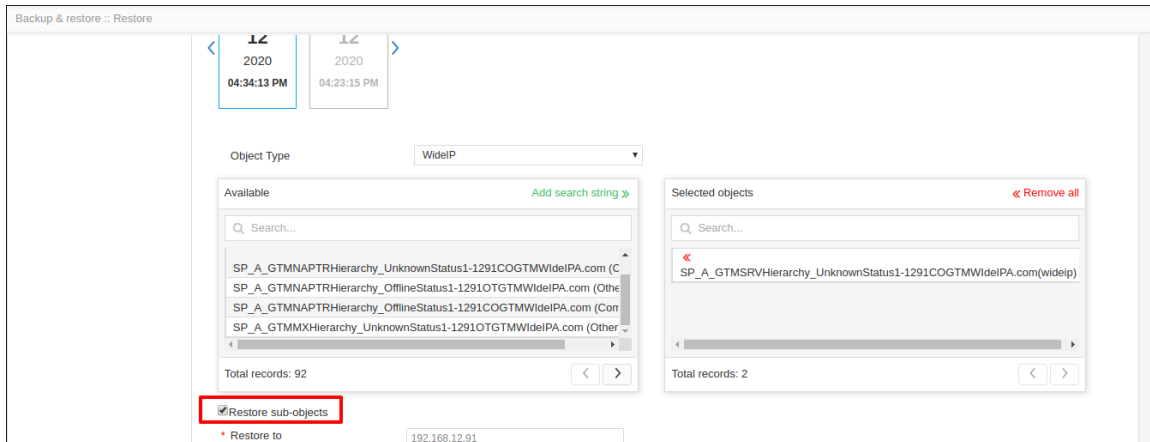 Backup & restore :: Restore
12
12
2020
2020
04:34:13 PM
04:23:15 PM
Object Type
WideIP
Available
Add search string »
Selected objects
« Remove all
Search...
Search...
SP_A_GTMNAPTRHierarchy_UnknownStatus1-1291COGTMWIdeIPA.com (C
SP_A_GTMNAPTRHierarchy_OfflineStatus1-1291OTGTMWIdeIPA.com (Othe
SP_A_GTMNAPTRHierarchy_OfflineStatus1-1291COGTMWIdeIPA.com (Com
SP_A_GTMMXHierarchy_UnknownStatus1-1291OTGTMWIdeIPA.com (Other
«
SP_A_GTMSRVHierarchy_UnknownStatus1-1291COGTMWIdeIPA.com(wideip)
Total records: 92
Total records: 2
Restore sub-objects
* Restore to
192.168.12.91